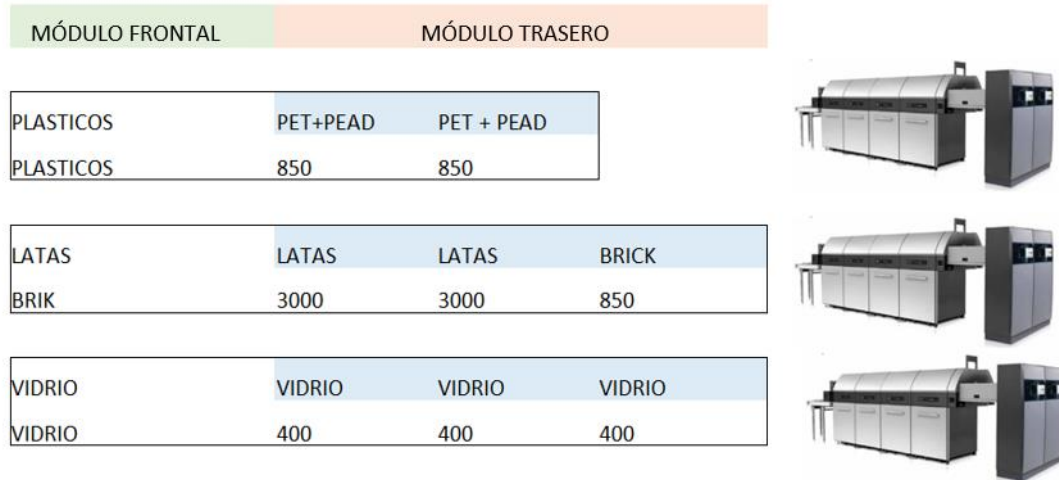 MÓDULO FRONTAL MÓDULO TRASERO
PLASTICOS PET+PEAD PET + PEAD
PLASTICOS 850 850
LATAS LATAS LATAS BRICK
BRIK 3000 3000 850
VIDRIO VIDRIO VIDRIO VIDRIO
VIDRIO 400 400 400